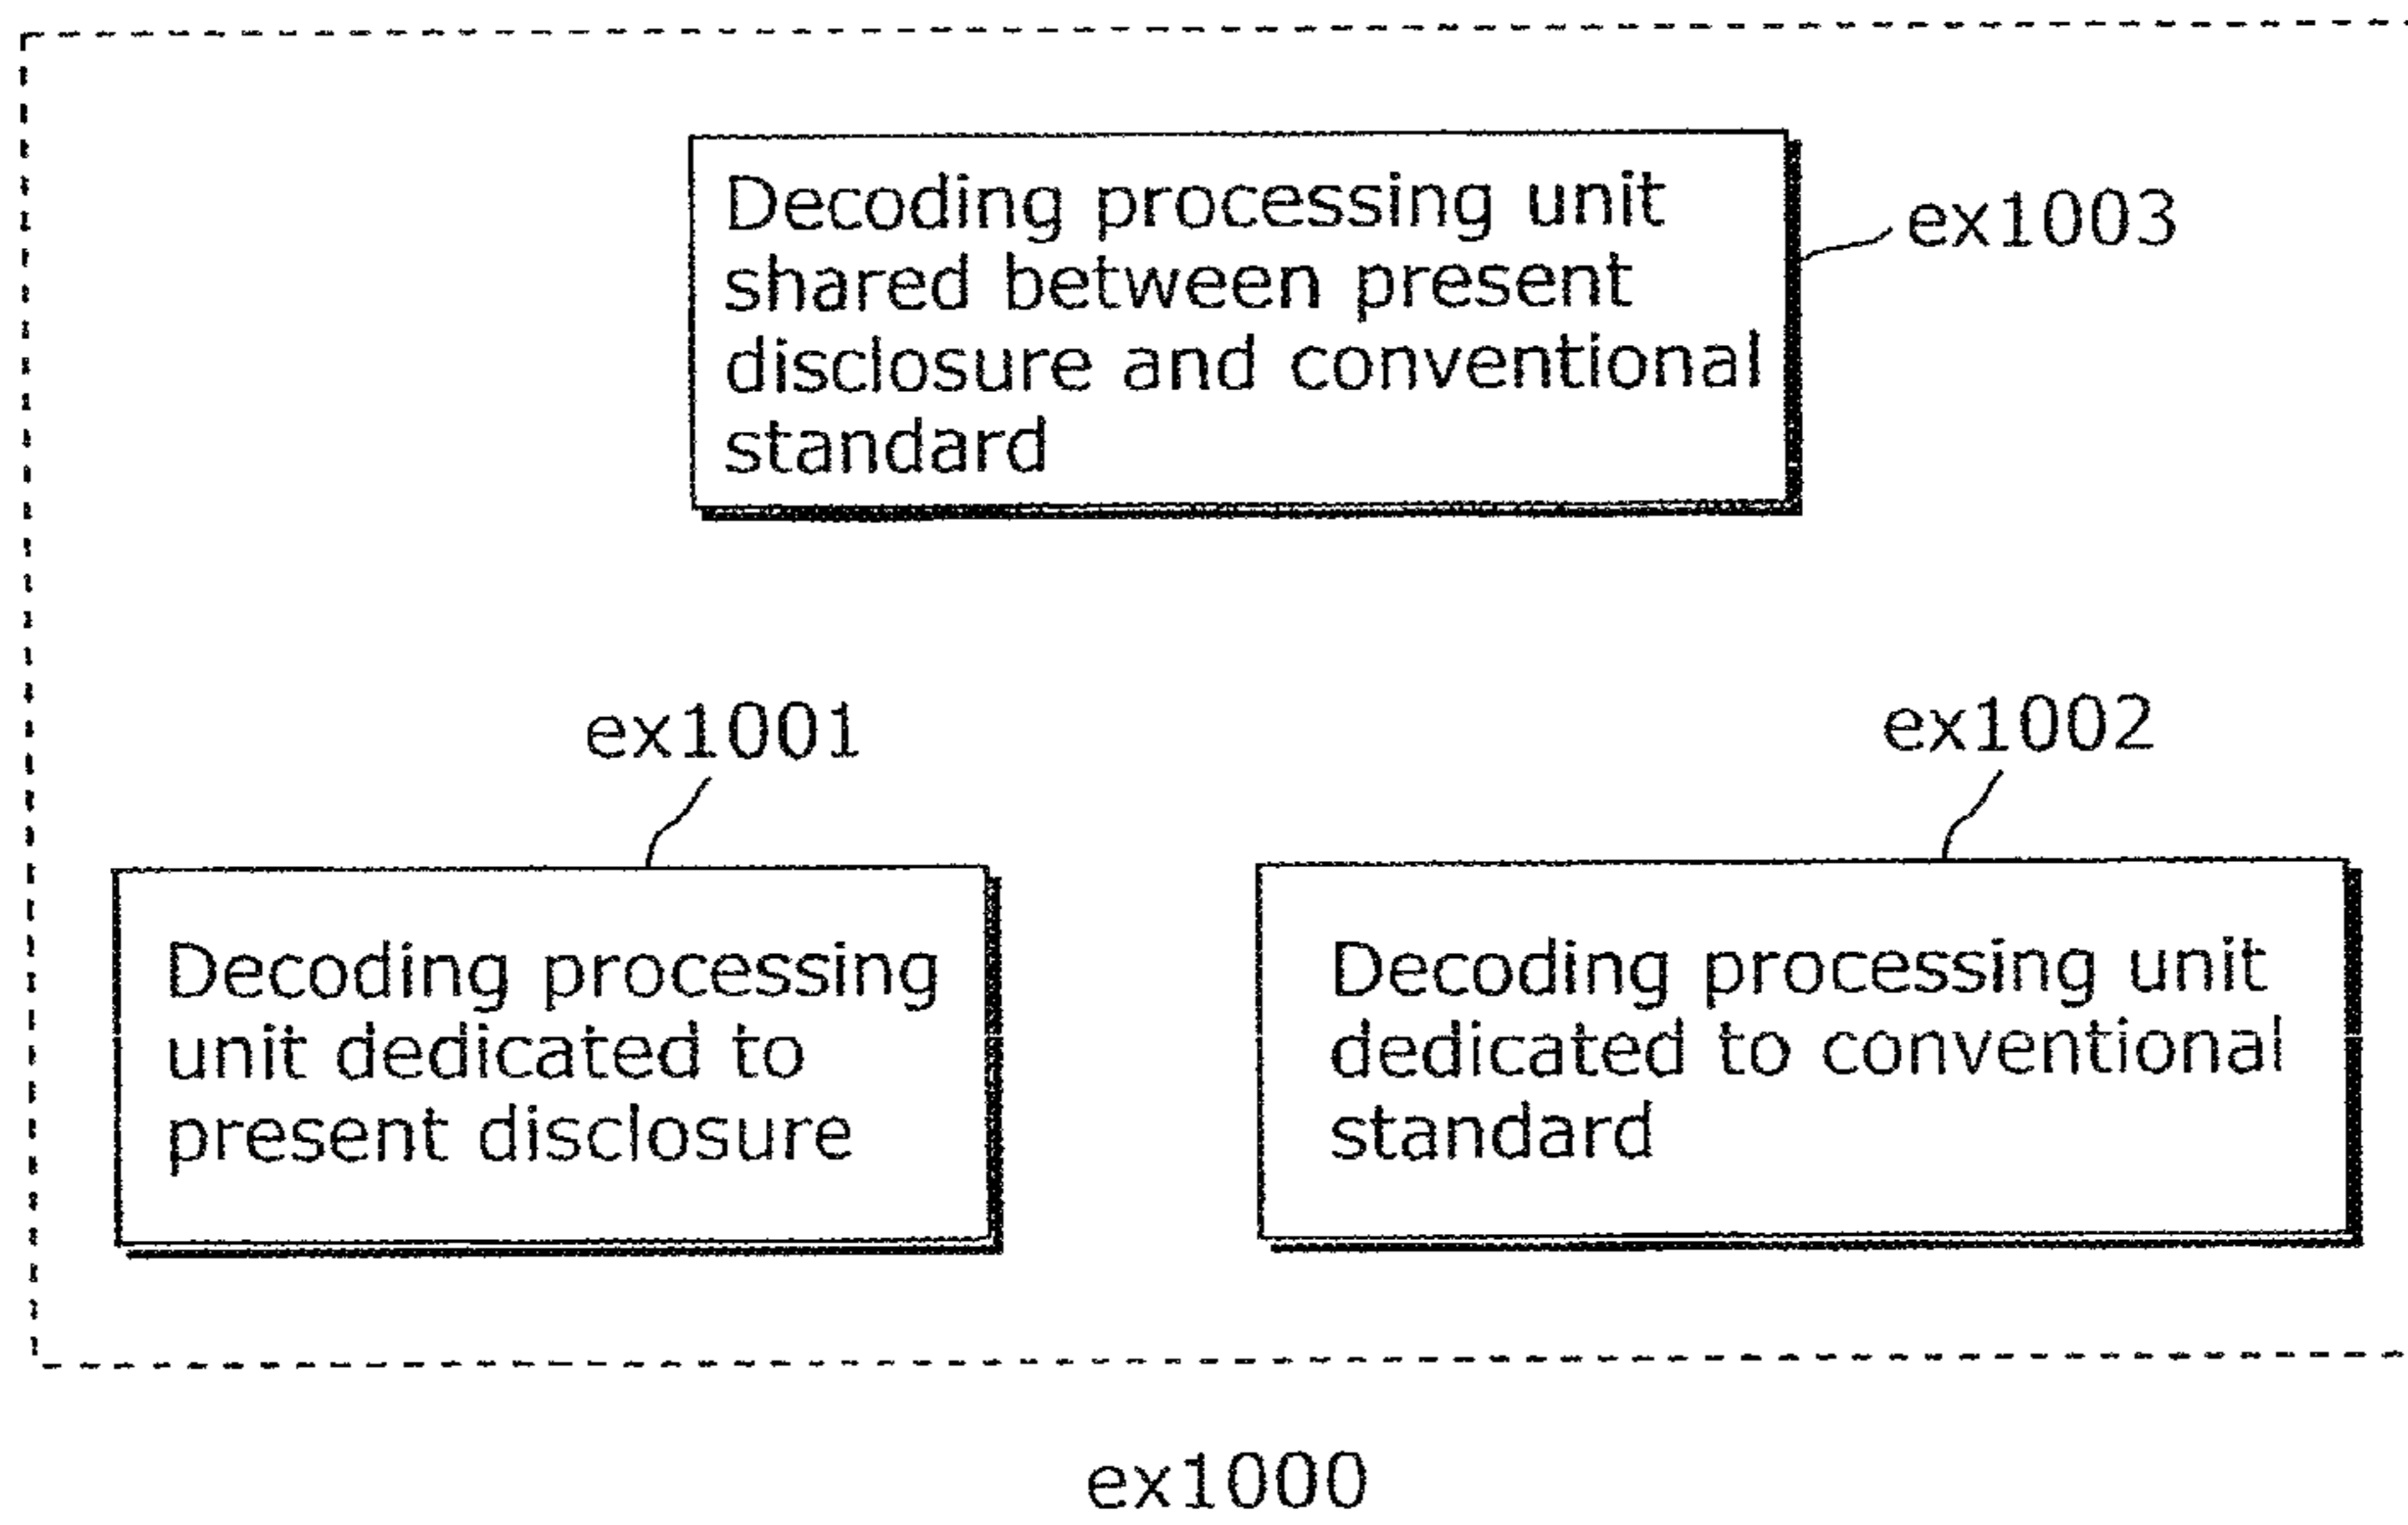 Decoding processing unit
shared between present
disclosure and conventional
standard
ex1003
ex1001
ex1002
Decoding processing
unit dedicated to
present disclosure
Decoding processing unit
dedicated to conventional
standard
ex1000